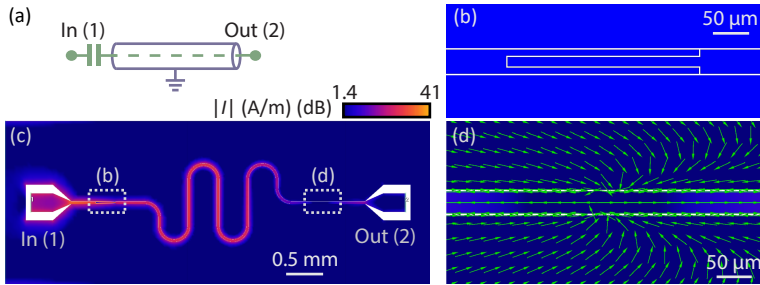 (a)
In (1)
Out (2)
|I| (A/m) (dB)
1.4
41
(b)
50 µm
(c)
(b)
(d)
In (1)
Out (2)
0.5 mm
(d)
50 µm